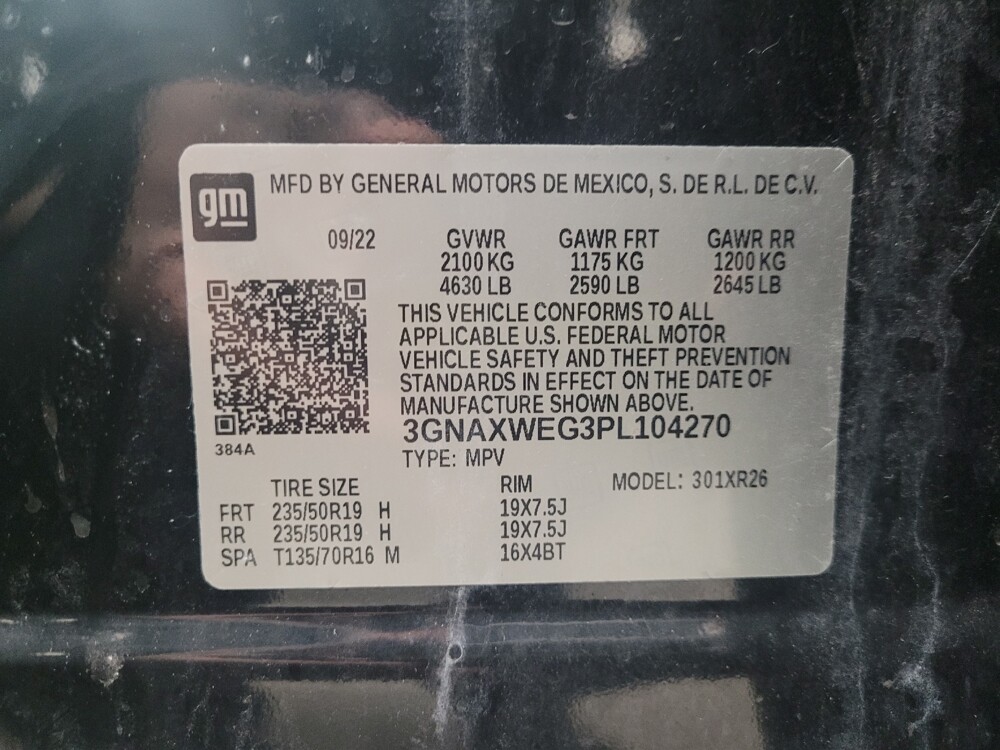 gm
MFD BY GENERAL MOTORS DE MEXICO, S. DE R.L. DE C.V.
09/22 GVWR GAWR FRT GAWR RR
2100 KG 1175 KG 1200 KG
4630 LB 2590 LB 2645 LB
THIS VEHICLE CONFORMS TO ALL
APPLICABLE U.S. FEDERAL MOTOR
VEHICLE SAFETY AND THEFT PREVENTION
STANDARDS IN EFFECT ON THE DATE OF
MANUFACTURE SHOWN ABOVE.
3GNAXWEG3PL104270
384A
TYPE: MPV
TIRE SIZE RIM MODEL: 301XR26
FRT 235/50R19 H 19X7.5J
RR 235/50R19 H 19X7.5J
SPA T135/70R16 M 16X4BT